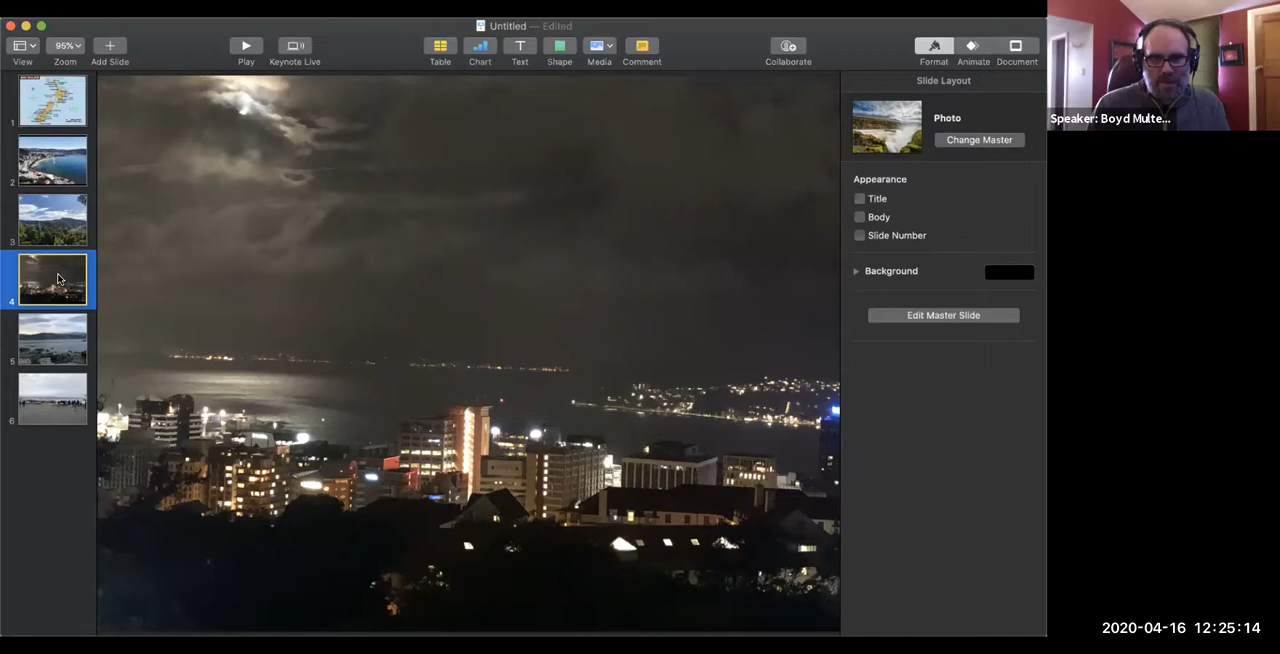 Untitled — Edited
View
95%
Zoom
Add Slide
Play
Keynote Live
Table
Chart
Text
Shape
Media
Comment
Collaborate
Format
Animate
Document
Slide Layout
Photo
Change Master
Appearance
Title
Body
Slide Number
Background
Edit Master Slide
1
2
3
4
5
6
Speaker: Boyd Multe...
2020-04-16 12:25:14